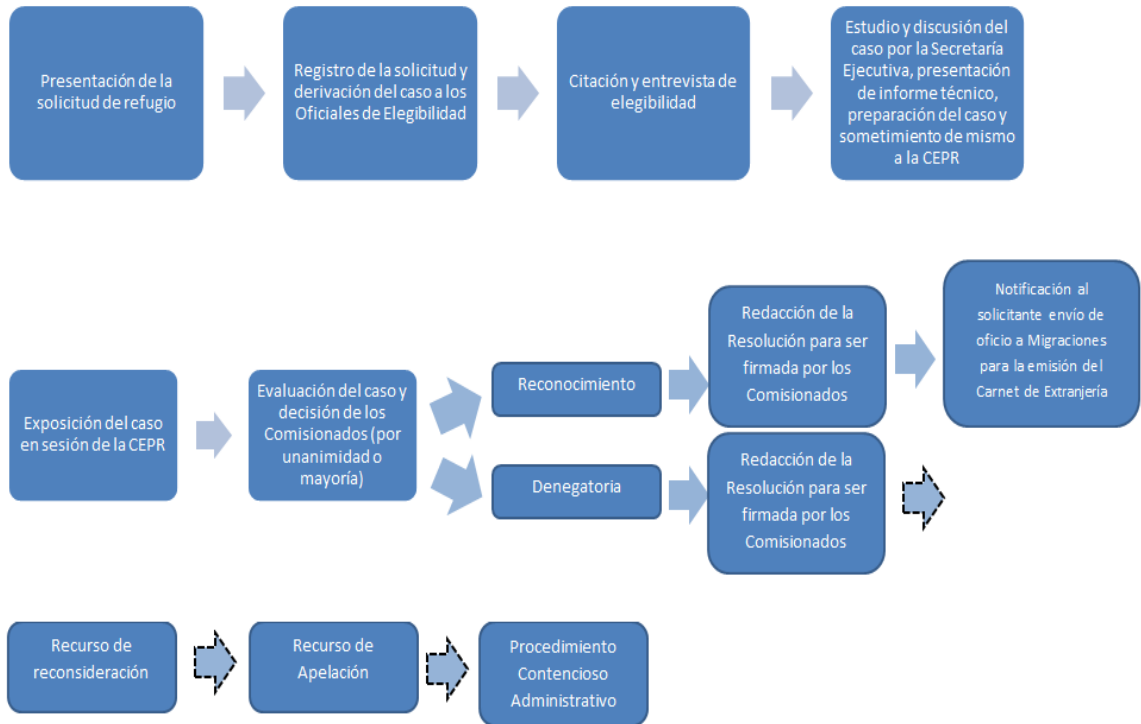 Presentación de la
solicitud de refugio
Registro de la solicitud y
derivación del caso a los
Oficiales de Elegibilidad
Citación y entrevista de
elegibilidad
Estudio y discusión del
caso por la Secretaría
Ejecutiva, presentación
de informe técnico,
preparación del caso y
sometimiento de mismo
a la CEPR
Exposición del caso
en sesión de la CEPR
Evaluación del caso y
decisión de los
Comisionados (por
unanimidad o
mayoría)
Reconocimiento
Redacción de la
Resolución para ser
firmada por los
Comisionados
Notificación al
solicitante envío de
oficio a Migraciones
para la emisión del
Carnet de Extranjería
Denegatoria
Redacción de la
Resolución para ser
firmada por los
Comisionados
Recurso de
reconsideración
Recurso de
Apelación
Procedimiento
Contencioso
Administrativo